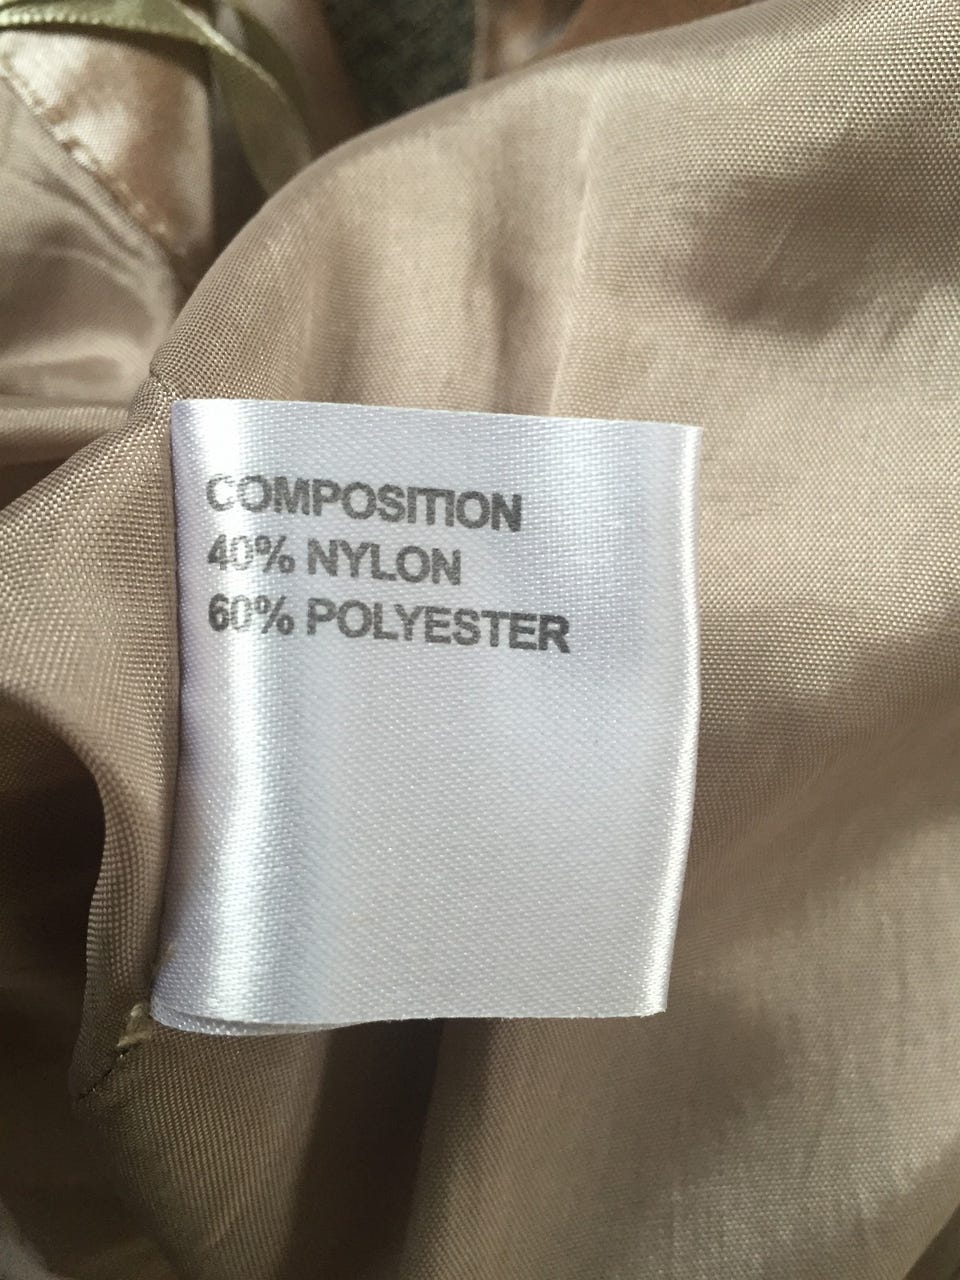 COMPOSITION
40% NYLON
60% POLYESTER